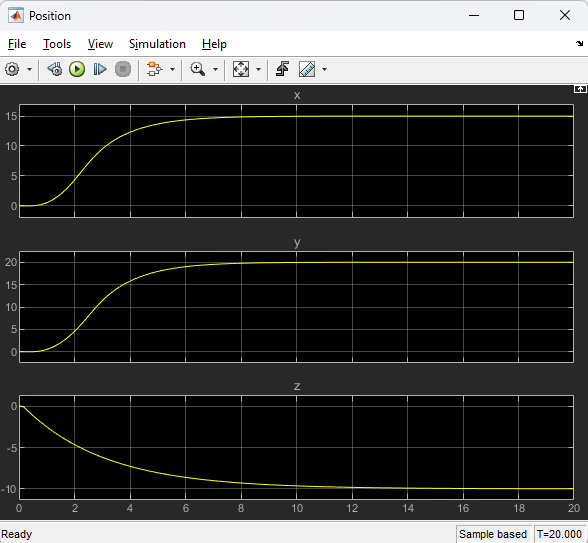 Position
File Tools View Simulation Help
x
15
10
5
0
y
20
15
10
5
0
z
0
-5
-10
0 2 4 6 8 10 12 14 16 18 20
Ready Sample based T=20.000